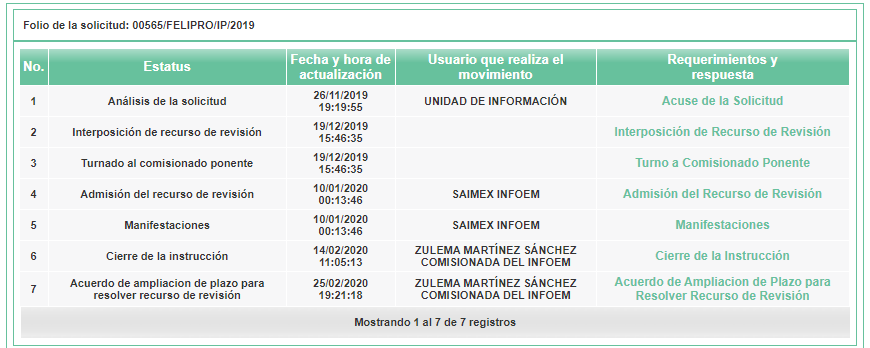 Folio de la solicitud: 00565/FELIPRO/IP/2019
No. Estatus Fecha y hora de actualización Usuario que realiza el movimiento Requerimientos y respuesta
1 Análisis de la solicitud 26/11/2019 19:19:55 UNIDAD DE INFORMACIÓN Acuse de la Solicitud
2 Interposición de recurso de revisión 19/12/2019 15:46:35 Interposición de Recurso de Revisión
3 Turnado al comisionado ponente 19/12/2019 15:46:35 Turno a Comisionado Ponente
4 Admisión del recurso de revisión 10/01/2020 00:13:46 SAIMEX INFOEM Admisión del Recurso de Revisión
5 Manifestaciones 10/01/2020 00:13:46 SAIMEX INFOEM Manifestaciones
6 Cierre de la instrucción 14/02/2020 11:05:13 ZULEMA MARTÍNEZ SÁNCHEZ COMISIONADA DEL INFOEM Cierre de la Instrucción
7 Acuerdo de ampliacion de plazo para resolver recurso de revisión 25/02/2020 19:21:18 ZULEMA MARTÍNEZ SÁNCHEZ COMISIONADA DEL INFOEM Acuerdo de Ampliacion de Plazo para Resolver Recurso de Revisión
Mostrando 1 al 7 de 7 registros